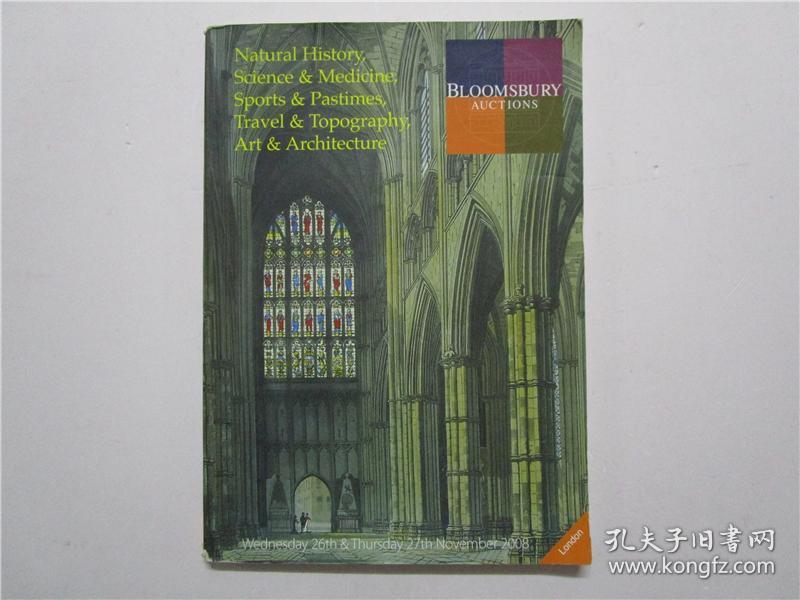 Natural History,
Science & Medicine,
Sports & Pastimes,
Travel & Topography,
Art & Architecture
BLOOMSBURY
AUCTIONS
Wednesday 26th & Thursday 27th November 2008
London
孔夫子旧书网
www.kongfz.com